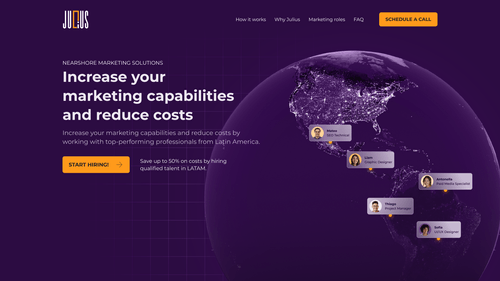 JULIUS
How it works
Why Julius
Marketing roles
FAQ
SCHEDULE A CALL
NEARSHORE MARKETING SOLUTIONS
Increase your
marketing capabilities
and reduce costs
Increase your marketing capabilities and reduce costs by
working with top-performing professionals from Latin America.
START HIRING!
Save up to 50% on costs by hiring
qualified talent in LATAM.
SEO Technical
Graphic Designer
Antonella
Paid Media Specialist
Thiago
Project Manager
Sofia
UI/UX Designer